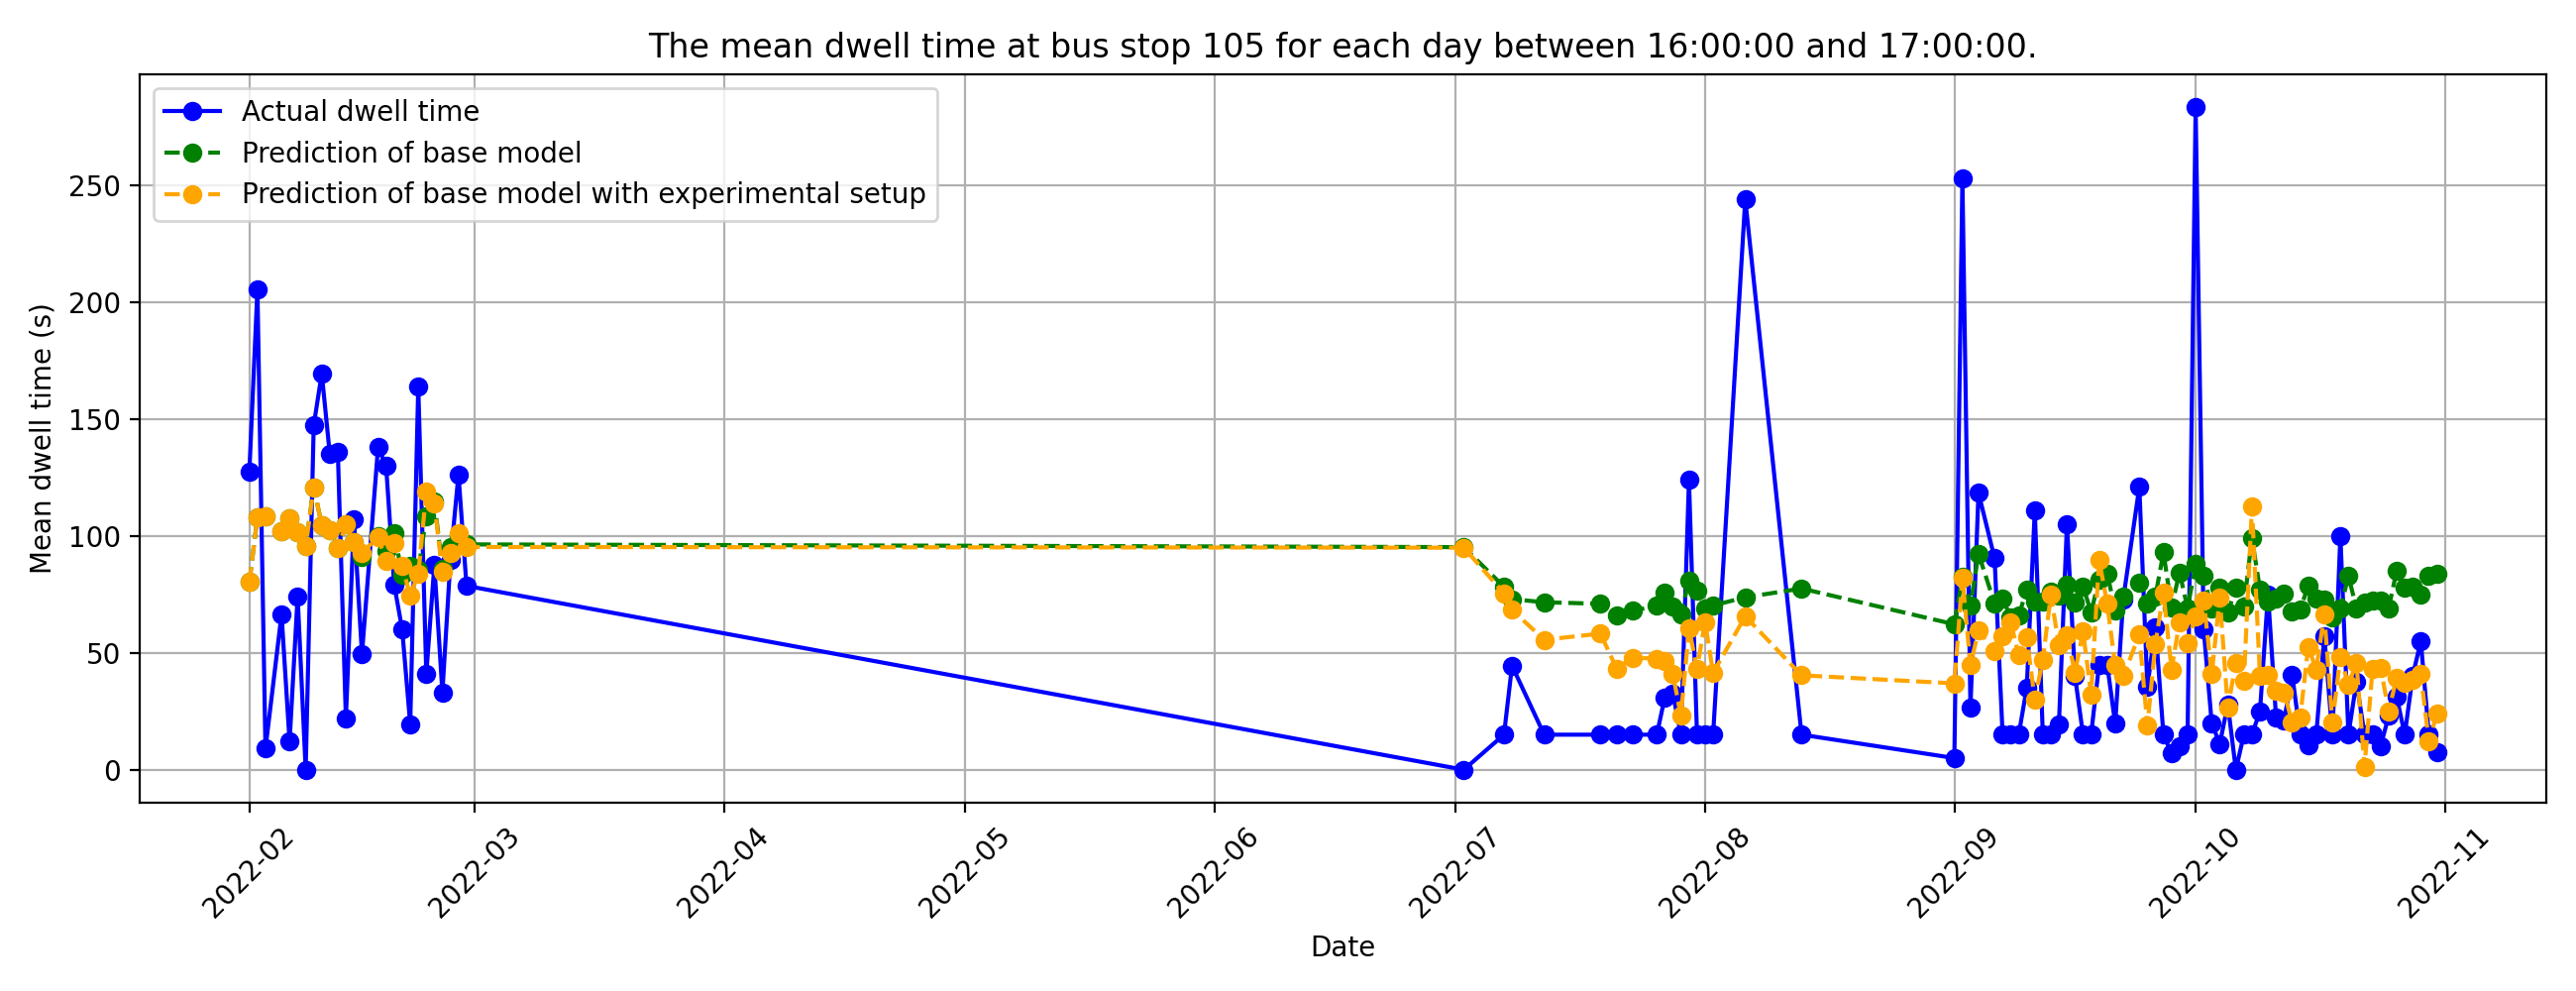 The mean dwell time at bus stop 105 for each day between 16:00:00 and 17:00:00.
Actual dwell time
Prediction of base model
Prediction of base model with experimental setup
Mean dwell time (s)
250
200
150
100
50
0
2022-02
2022-03
2022-04
2022-05
2022-06
2022-07
2022-08
2022-09
2022-10
2022-11
Date